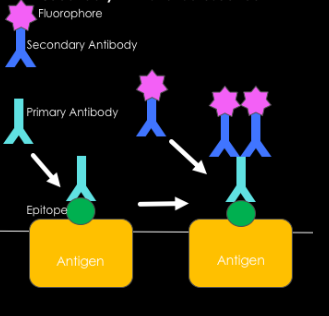 Fluorophore
Secondary Antibody
Primary Antibody
Epitope
Antigen
Antigen